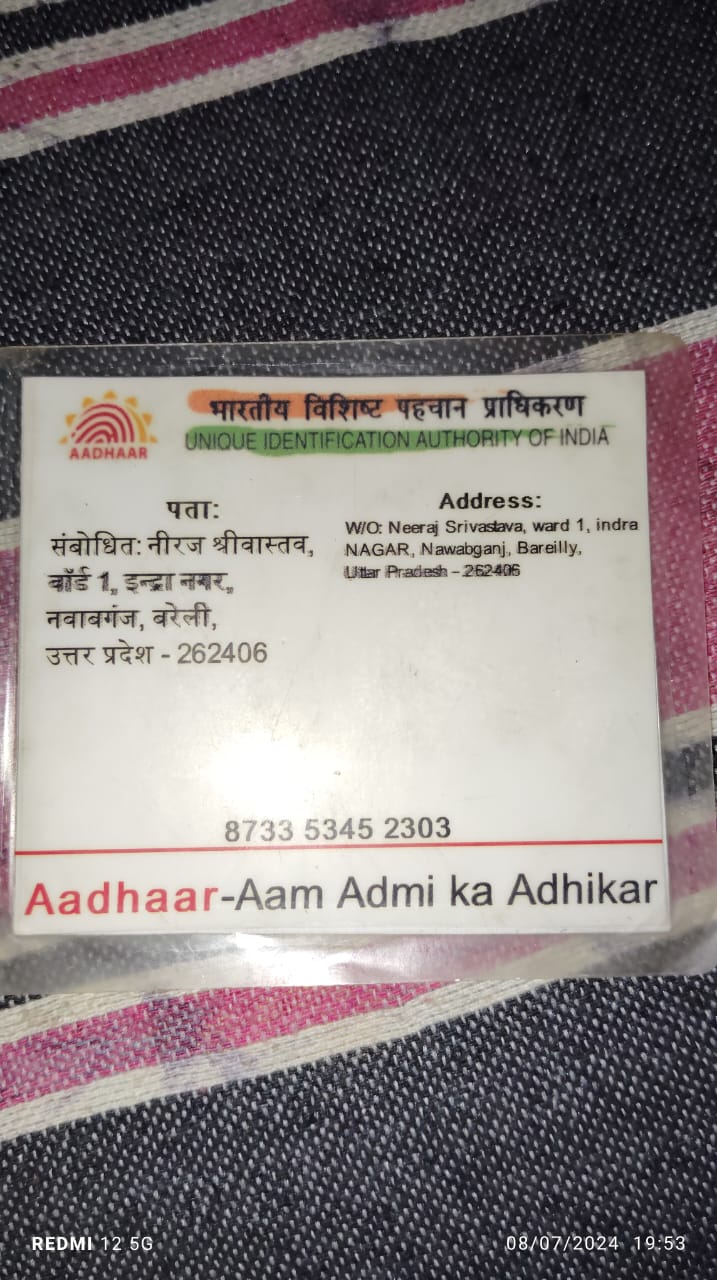 भारतीय विशिष्ट पहचान प्राधिकरण
UNIQUE IDENTIFICATION AUTHORITY OF INDIA
AADHAAR
पता:
संबोधित: नीरज श्रीवास्तव,
वॉर्ड 1, इन्द्रा नगर,
नवाबगंज, बरेली,
उत्तर प्रदेश - 262406
Address:
W/O: Neeraj Srivastava, ward 1, indra
NAGAR, Nawabganj, Bareilly,
Uttar Pradesh - 262406
8733 5345 2303
Aadhaar-Aam Admi ka Adhikar
REDMI 12 5G
08/07/2024 19:53